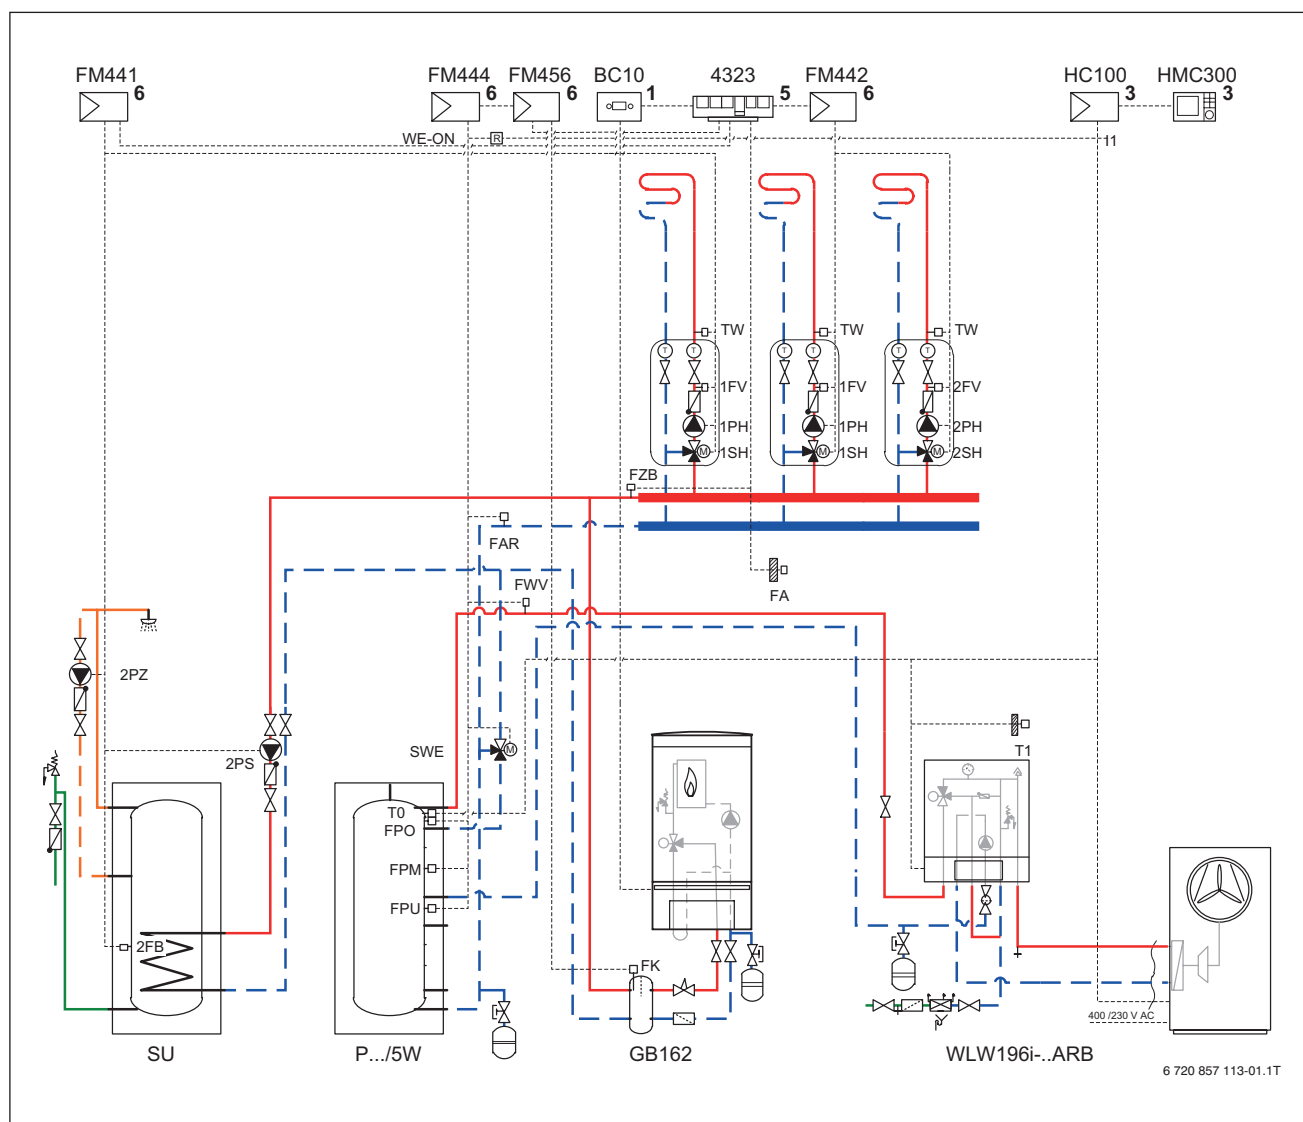 FM441 FM444 FM456 BC10 4323 FM442 HC100 HMC300
6 6 6 1 5 6 3 3
WE-ON R I1
TW TW TW
T T T T T T
1FV 1FV 2FV
1PH 1PH 2PH
M 1SH M 1SH M 2SH
FZB
FAR
FWV FA
2PZ
SWE M T1
2PS
T0
FPO
FPM
FPU
2FB
FK
400 /230 V AC
SU P.../5W GB162 WLW196i-..ARB
6 720 857 113-01.1T